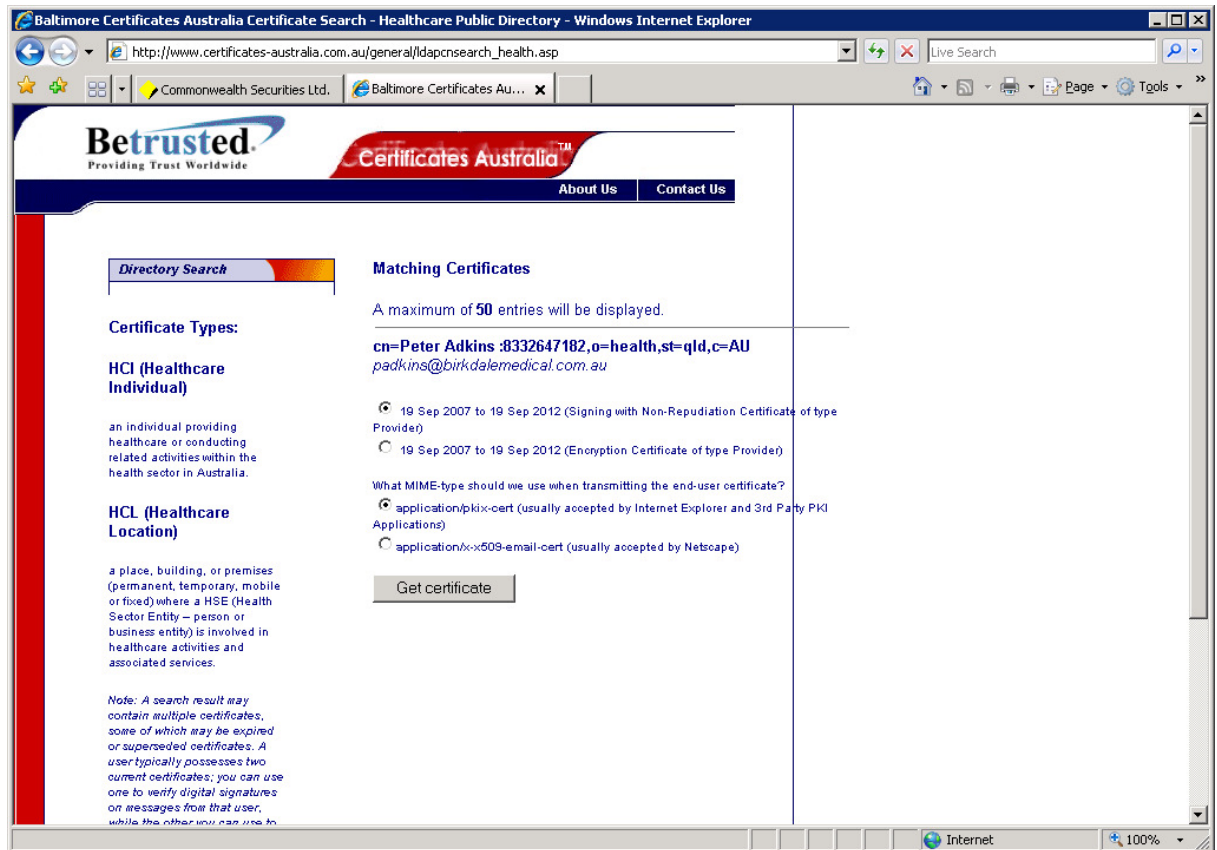 Baltimore Certificates Australia Certificate Search - Healthcare Public Directory - Windows Internet Explorer
http://www.certificates-australia.com.au/general/ldapcnsearch_health.asp
Live Search
Commonwealth Securities Ltd.
Baltimore Certificates Au...
Page
Tools
Betrusted.
Providing Trust Worldwide
Certificates Australia™
About Us
Contact Us
Directory Search
Certificate Types:
HCI (Healthcare
Individual)
an individual providing
healthcare or conducting
related activities within the
health sector in Australia.
HCL (Healthcare
Location)
a place, building, or premises
(permanent, temporary, mobile
or fixed) where a HSE (Health
Sector Entity – person or
business entity) is involved in
healthcare activities and
associated services.
Note: A search result may
contain multiple certificates,
some of which may be expired
or superseded certificates. A
user typically possesses two
current certificates; you can use
one to verify digital signatures
on messages from that user,
while the other you can use to
Matching Certificates
A maximum of 50 entries will be displayed.
cn=Peter Adkins :8332647182,o=health,st=qld,c=AU
padkins@birkdalemedical.com.au
19 Sep 2007 to 19 Sep 2012 (Signing with Non-Repudiation Certificate of type
Provider)
19 Sep 2007 to 19 Sep 2012 (Encryption Certificate of type Provider)
What MIME-type should we use when transmitting the end-user certificate?
application/pkix-cert (usually accepted by Internet Explorer and 3rd Party PKI
Applications)
application/x-x509-email-cert (usually accepted by Netscape)
Get certificate
Internet
100%